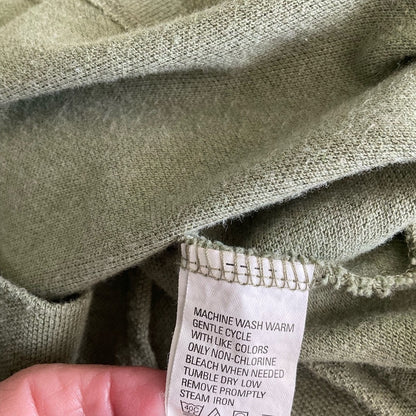 MACHINE WASH WARM
GENTLE CYCLE
WITH LIKE COLORS
ONLY NON-CHLORINE
BLEACH WHEN NEEDED
TUMBLE DRY LOW
REMOVE PROMPTLY
STEAM IRON
40C